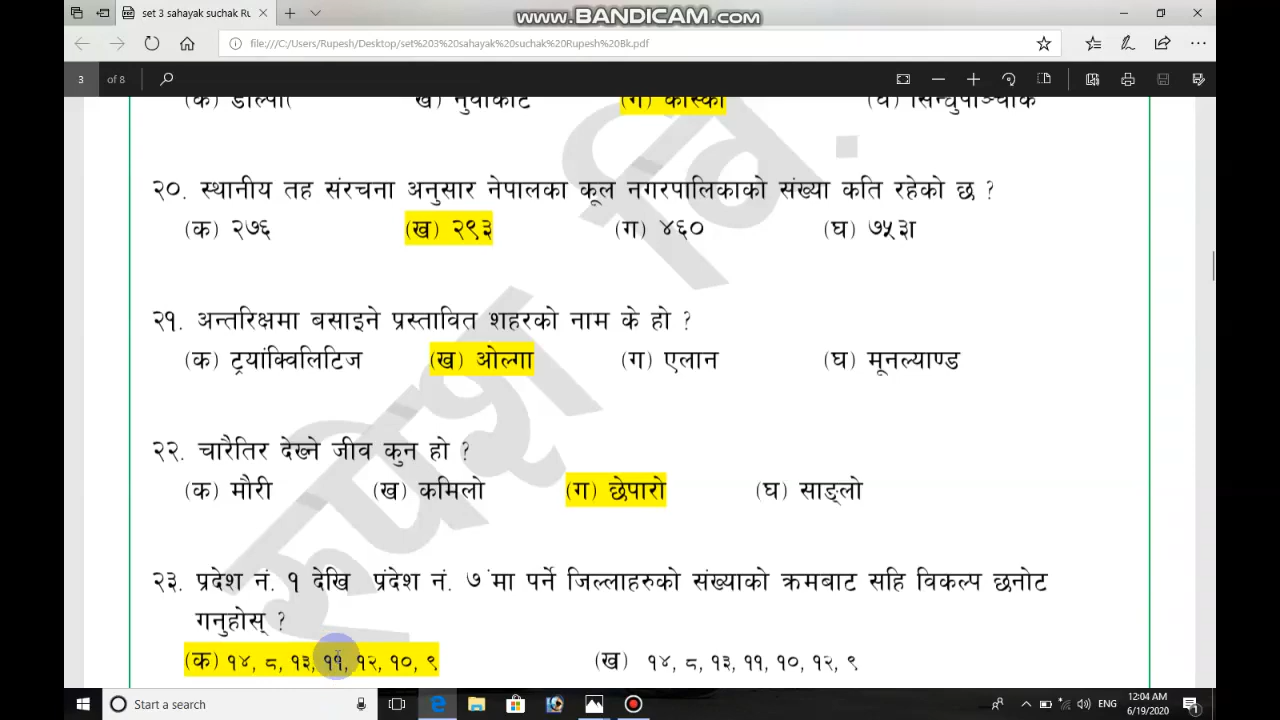 www.BANDICAM.com
set 3 sahayak suchak Ru
file:///C:/Users/Rupesh/Desktop/set%203%20sahayak%20suchak%20Rupesh%20Bk.pdf
3 of 8
(क) डोल्पा (ख) नुवाकोट (ग) कास्की (घ) सिन्धुपाञ्चोक
२०. स्थानीय तह संरचना अनुसार नेपालका कूल नगरपालिकाको संख्या कति रहेको छ ?
(क) २७६ (ख) २९३ (ग) ४६० (घ) ७५३ा
२१. अन्तरिक्षमा बसाइने प्रस्तावित शहरको नाम के हो ?
(क) ट्रयांक्विलिटिज (ख) ओल्गा (ग) एलान (घ) मूनल्याण्ड
२२. चारैतिर देख्ने जीव कुन हो ?
(क) मौरी (ख) कमिलो (ग) छेपारो (घ) साङ्लो
२३. प्रदेश नं. १ देखि प्रंदेश नं. ७ मा पर्ने जिल्लाहरुको संख्याको क्रमबाट सहि विकल्प छनोट
गनुहोस् ?
(क) १४, ८, १३, ११, १२, १०, ९ (ख) १४, ८, १३, ११, १०, १२, ९
रुपेश वि.
Start a search
ENG
12:04 AM
6/19/2020